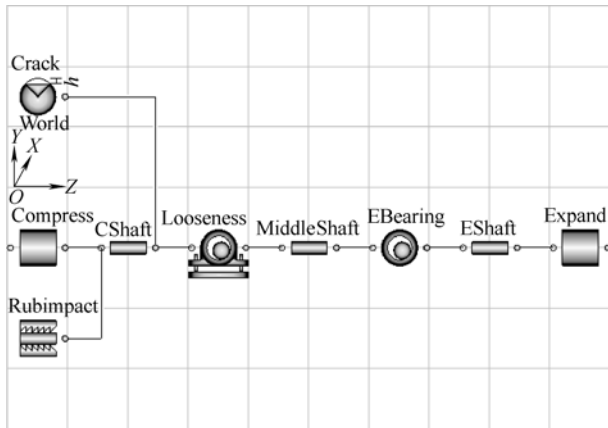 Crack
h
World
Y
X
O
Z
Compress
CShaft
Looseness
MiddleShaft
EBearing
EShaft
Expand
Rubimpact